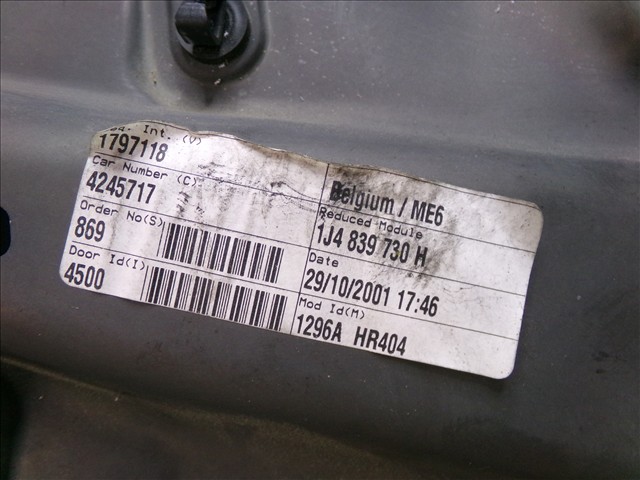 Int. (V)
1797118
Car Number (C)
4245717
Order No(S)
869
Door Id(I)
4500
Belgium / ME6
Reduced Module
1J4 839 730 H
Date
29/10/2001 17:46
Mod Id(M)
1296A HR404